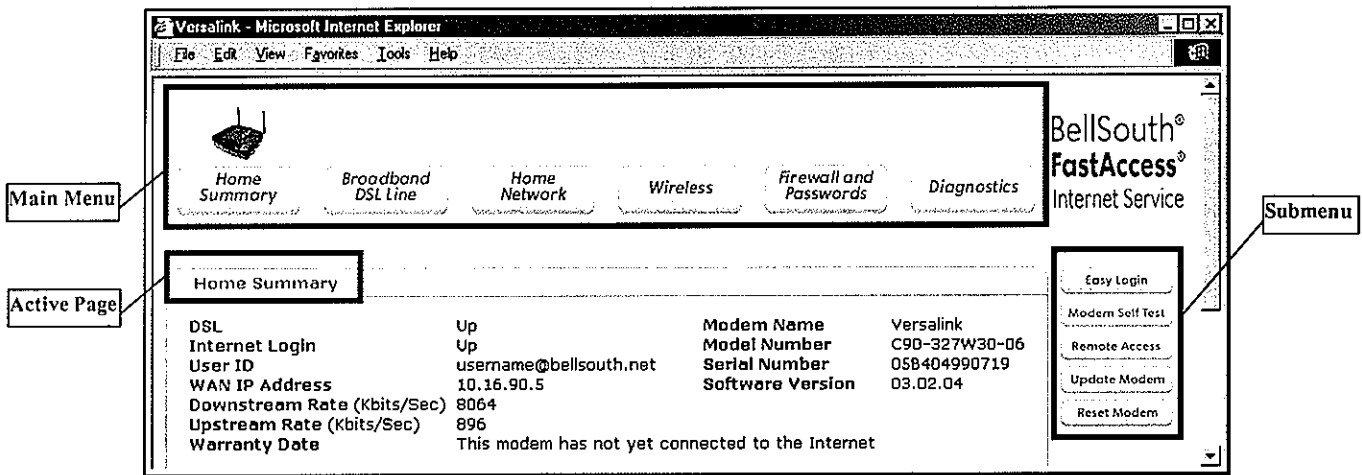 Versalink - Microsoft Internet Explorer
File Edit View Favorites Tools Help
Main Menu
Home Summary
Broadband DSL Line
Home Network
Wireless
Firewall and Passwords
Diagnostics
BellSouth®
FastAccess®
Internet Service
Submenu
Active Page
Home Summary
DSL Up
Internet Login Up
User ID username@bellsouth.net
WAN IP Address 10.16.90.5
Downstream Rate (Kbits/Sec) 8064
Upstream Rate (Kbits/Sec) 896
Warranty Date This modem has not yet connected to the Internet
Modem Name Versalink
Model Number C90-327W30-06
Serial Number 05B404990719
Software Version 03.02.04
Easy Login
Modem Self Test
Remote Access
Update Modem
Reset Modem